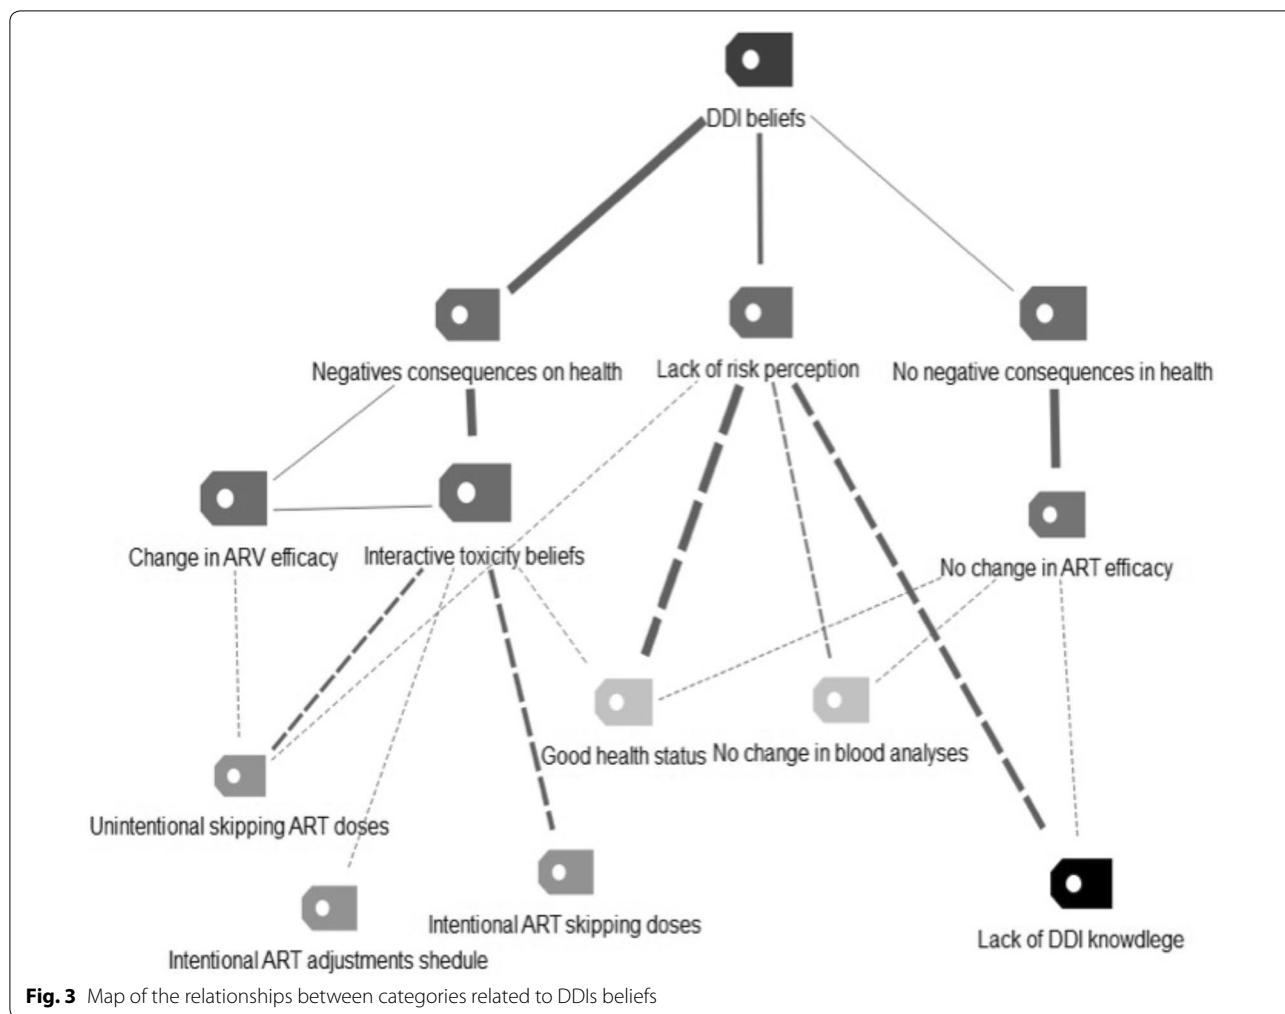 DDI beliefs
Negatives consequences on health
Lack of risk perception
No negative consequences in health
Change in ARV efficacy
Interactive toxicity beliefs
No change in ART efficacy
Good health status
No change in blood analyses
Unintentional skipping ART doses
Intentional ART skipping doses
Lack of DDI knowdlege
Intentional ART adjustments shedule
Fig. 3 Map of the relationships between categories related to DDIs beliefs